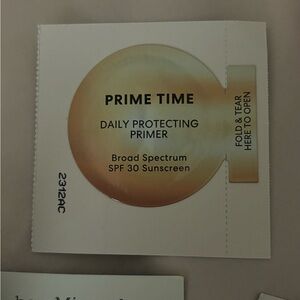 PRIME TIME
DAILY PROTECTING
PRIMER
Broad Spectrum
SPF 30 Sunscreen
FOLD & TEAR
HERE TO OPEN
2312AC